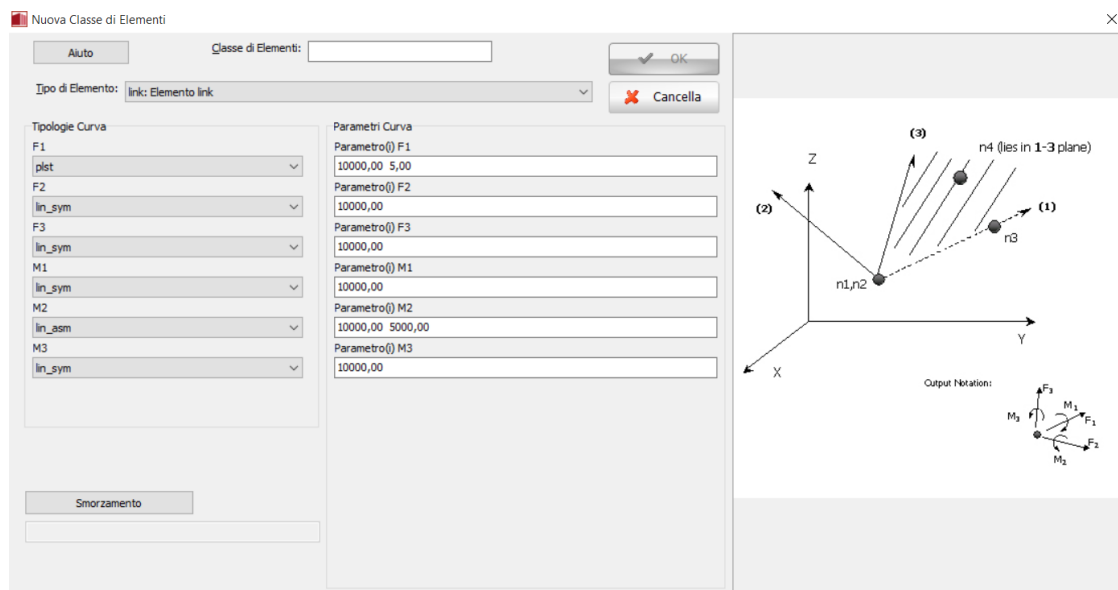 Nuova Classe di Elementi
Aiuto
Classe di Elementi:
OK
Tipo di Elemento:
link: Elemento link
Cancella
Tipologie Curva
F1
plst
F2
lin_sym
F3
lin_sym
M1
lin_sym
M2
lin_asm
M3
lin_sym
Smorzamento
Parametri Curva
Parametro(i) F1
10000,00 5,00
Parametro(i) F2
10000,00
Parametro(i) F3
10000,00
Parametro(i) M1
10000,00
Parametro(i) M2
10000,00 5000,00
Parametro(i) M3
10000,00
(3)
n4 (lies in 1-3 plane)
Z
(2)
(1)
n3
n1,n2
Y
X
Output Notation:
F3
M1
M3
F1
F2
M2